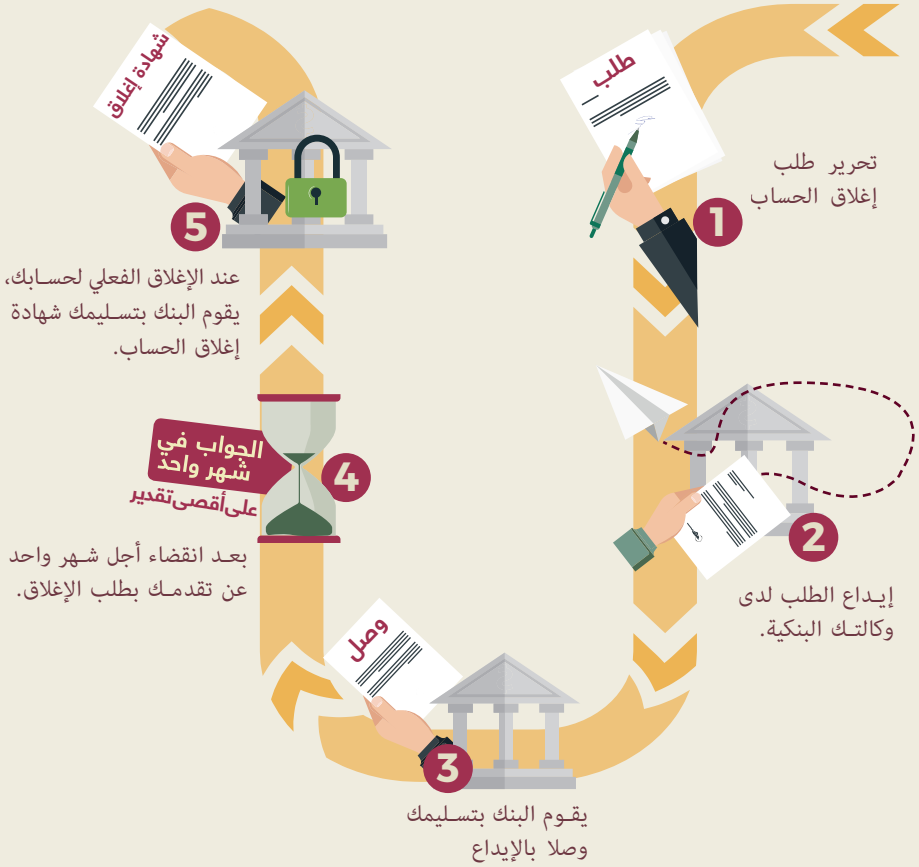 طلب
1
تحرير طلب
إغلاق الحساب
2
إيداع الطلب لدى
وكالتك البنكية.
وصل
3
يقوم البنك بتسليمك
وصلا بالإيداع
4
الجواب في
شهر واحد
على أقصى تقدير
بعد انقضاء أجل شهر واحد
عن تقدمك بطلب الإغلاق.
شهادة إغلاق
5
عند الإغلاق الفعلي لحسابك،
يقوم البنك بتسليمك شهادة
إغلاق الحساب.